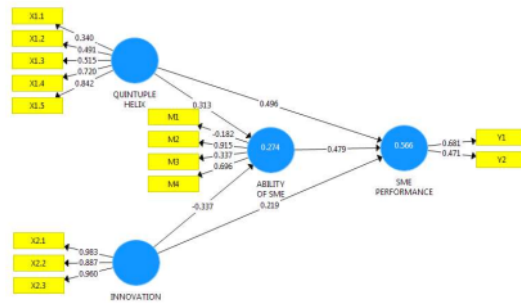 X1.1
X1.2
X1.3
X1.4
X1.5
0.340
0.491
0.515
0.720
0.842
QUINTUPLE
HELIX
0.496
0.313
M1
M2
M3
M4
-0.182
0.915
0.337
0.696
0.274
ABILITY
OF SME
0.479
0.566
SME
PERFORMANCE
0.681
0.471
Y1
Y2
-0.337
0.219
X2.1
X2.2
X2.3
0.983
0.887
0.960
INNOVATION